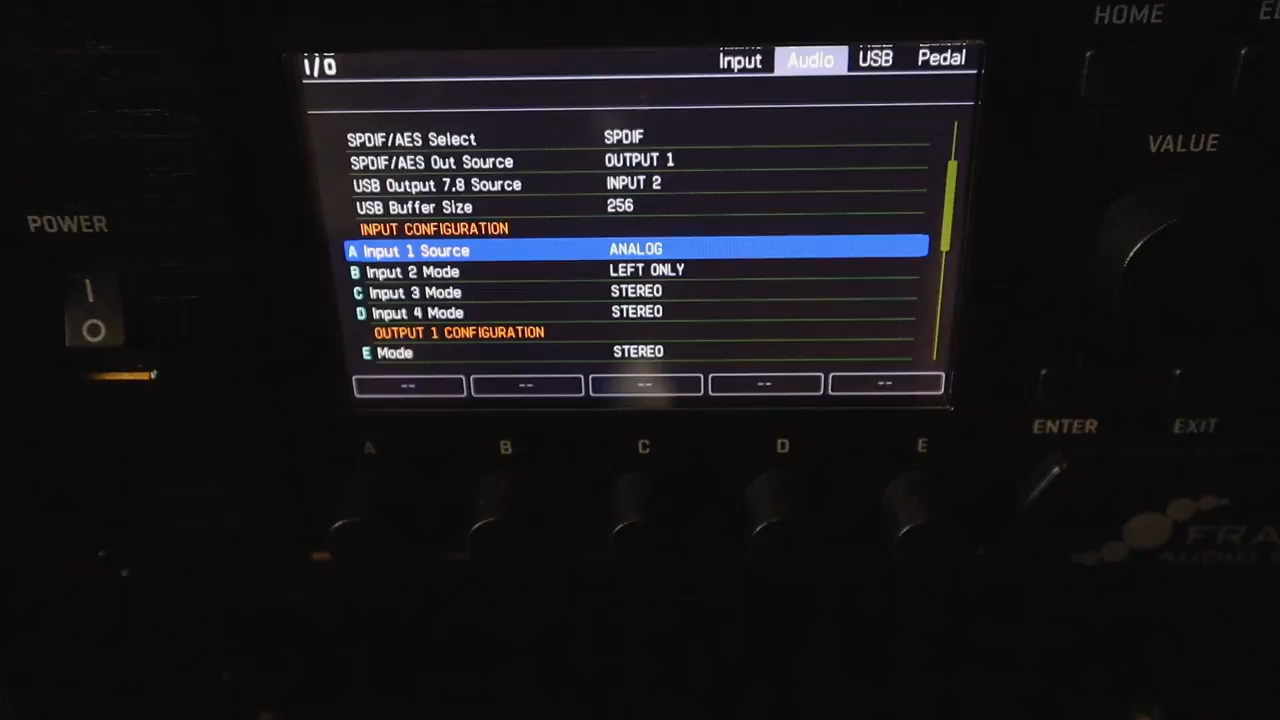 HOME
I/O Input Audio USB Pedal
SPDIF/AES Select SPDIF
SPDIF/AES Out Source OUTPUT 1
USB Output 7,8 Source INPUT 2
USB Buffer Size 256
INPUT CONFIGURATION
A Input 1 Source ANALOG
B Input 2 Mode LEFT ONLY
C Input 3 Mode STEREO
D Input 4 Mode STEREO
OUTPUT 1 CONFIGURATION
E Mode STEREO
-- -- -- -- --
VALUE
POWER
I
O
ENTER EXIT
A B C D E
FRA
AUDIO